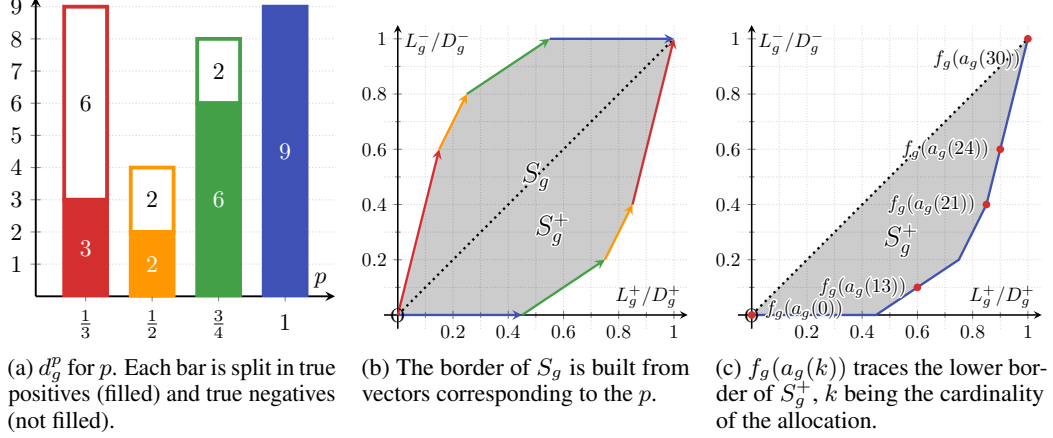 9
8
7
6
5
4
3
2
1
6
3
2
2
2
6
9
p
1/3
1/2
3/4
1
(a) d_g^p for p. Each bar is split in true
positives (filled) and true negatives
(not filled).
L_g^-/D_g^-
1
0.8
0.6
0.4
0.2
S_g
S_g^+
L_g^+/D_g^+
0.2 0.4 0.6 0.8 1
(b) The border of S_g is built from
vectors corresponding to the p.
L_g^-/D_g^-
1
0.8
0.6
0.4
0.2
f_g(a_g(30))
f_g(a_g(24))
f_g(a_g(21))
S_g^+
f_g(a_g(13))
L_g^+/D_g^+
f_g(a_g(0))
0.2 0.4 0.6 0.8 1
(c) f_g(a_g(k)) traces the lower bor-
der of S_g^+, k being the cardinality
of the allocation.